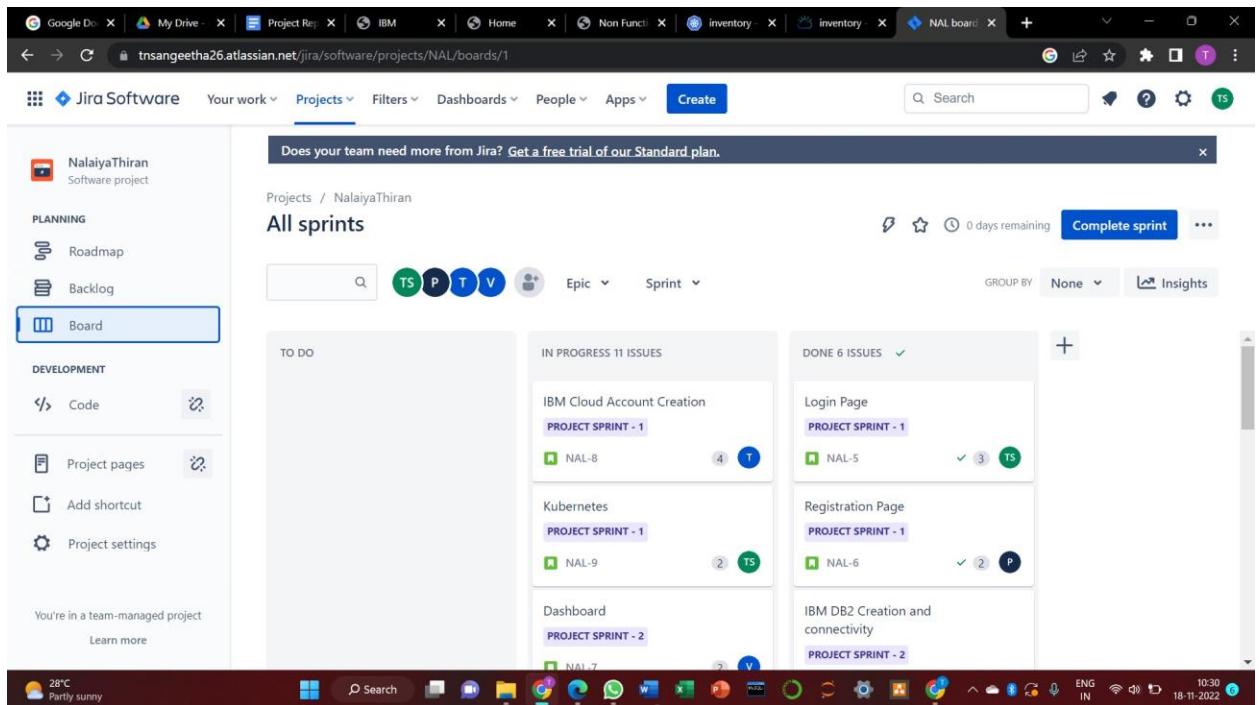 Google Do
My Drive -
Project Rep
IBM
Home
Non Functi
inventory -
inventory -
NAL board
tnsangeetha26.atlassian.net/jira/software/projects/NAL/boards/1
T
Jira Software
Your work
Projects
Filters
Dashboards
People
Apps
Create
Search
TS
NalaiyaThiran
Software project
Does your team need more from Jira? Get a free trial of our Standard plan.
Projects / NalaiyaThiran
All sprints
0 days remaining
Complete sprint
PLANNING
Roadmap
Backlog
Board
DEVELOPMENT
Code
Project pages
Add shortcut
Project settings
You're in a team-managed project
Learn more
TS P T V
Epic
Sprint
GROUP BY
None
Insights
TO DO
IN PROGRESS 11 ISSUES
IBM Cloud Account Creation
PROJECT SPRINT - 1
NAL-8 4 T
Kubernetes
PROJECT SPRINT - 1
NAL-9 2 TS
Dashboard
PROJECT SPRINT - 2
NAL-7 2 V
DONE 6 ISSUES
Login Page
PROJECT SPRINT - 1
NAL-5 3 TS
Registration Page
PROJECT SPRINT - 1
NAL-6 2 P
IBM DB2 Creation and
connectivity
PROJECT SPRINT - 2
28°C
Partly sunny
Search
ENG
IN
10:30
18-11-2022
6